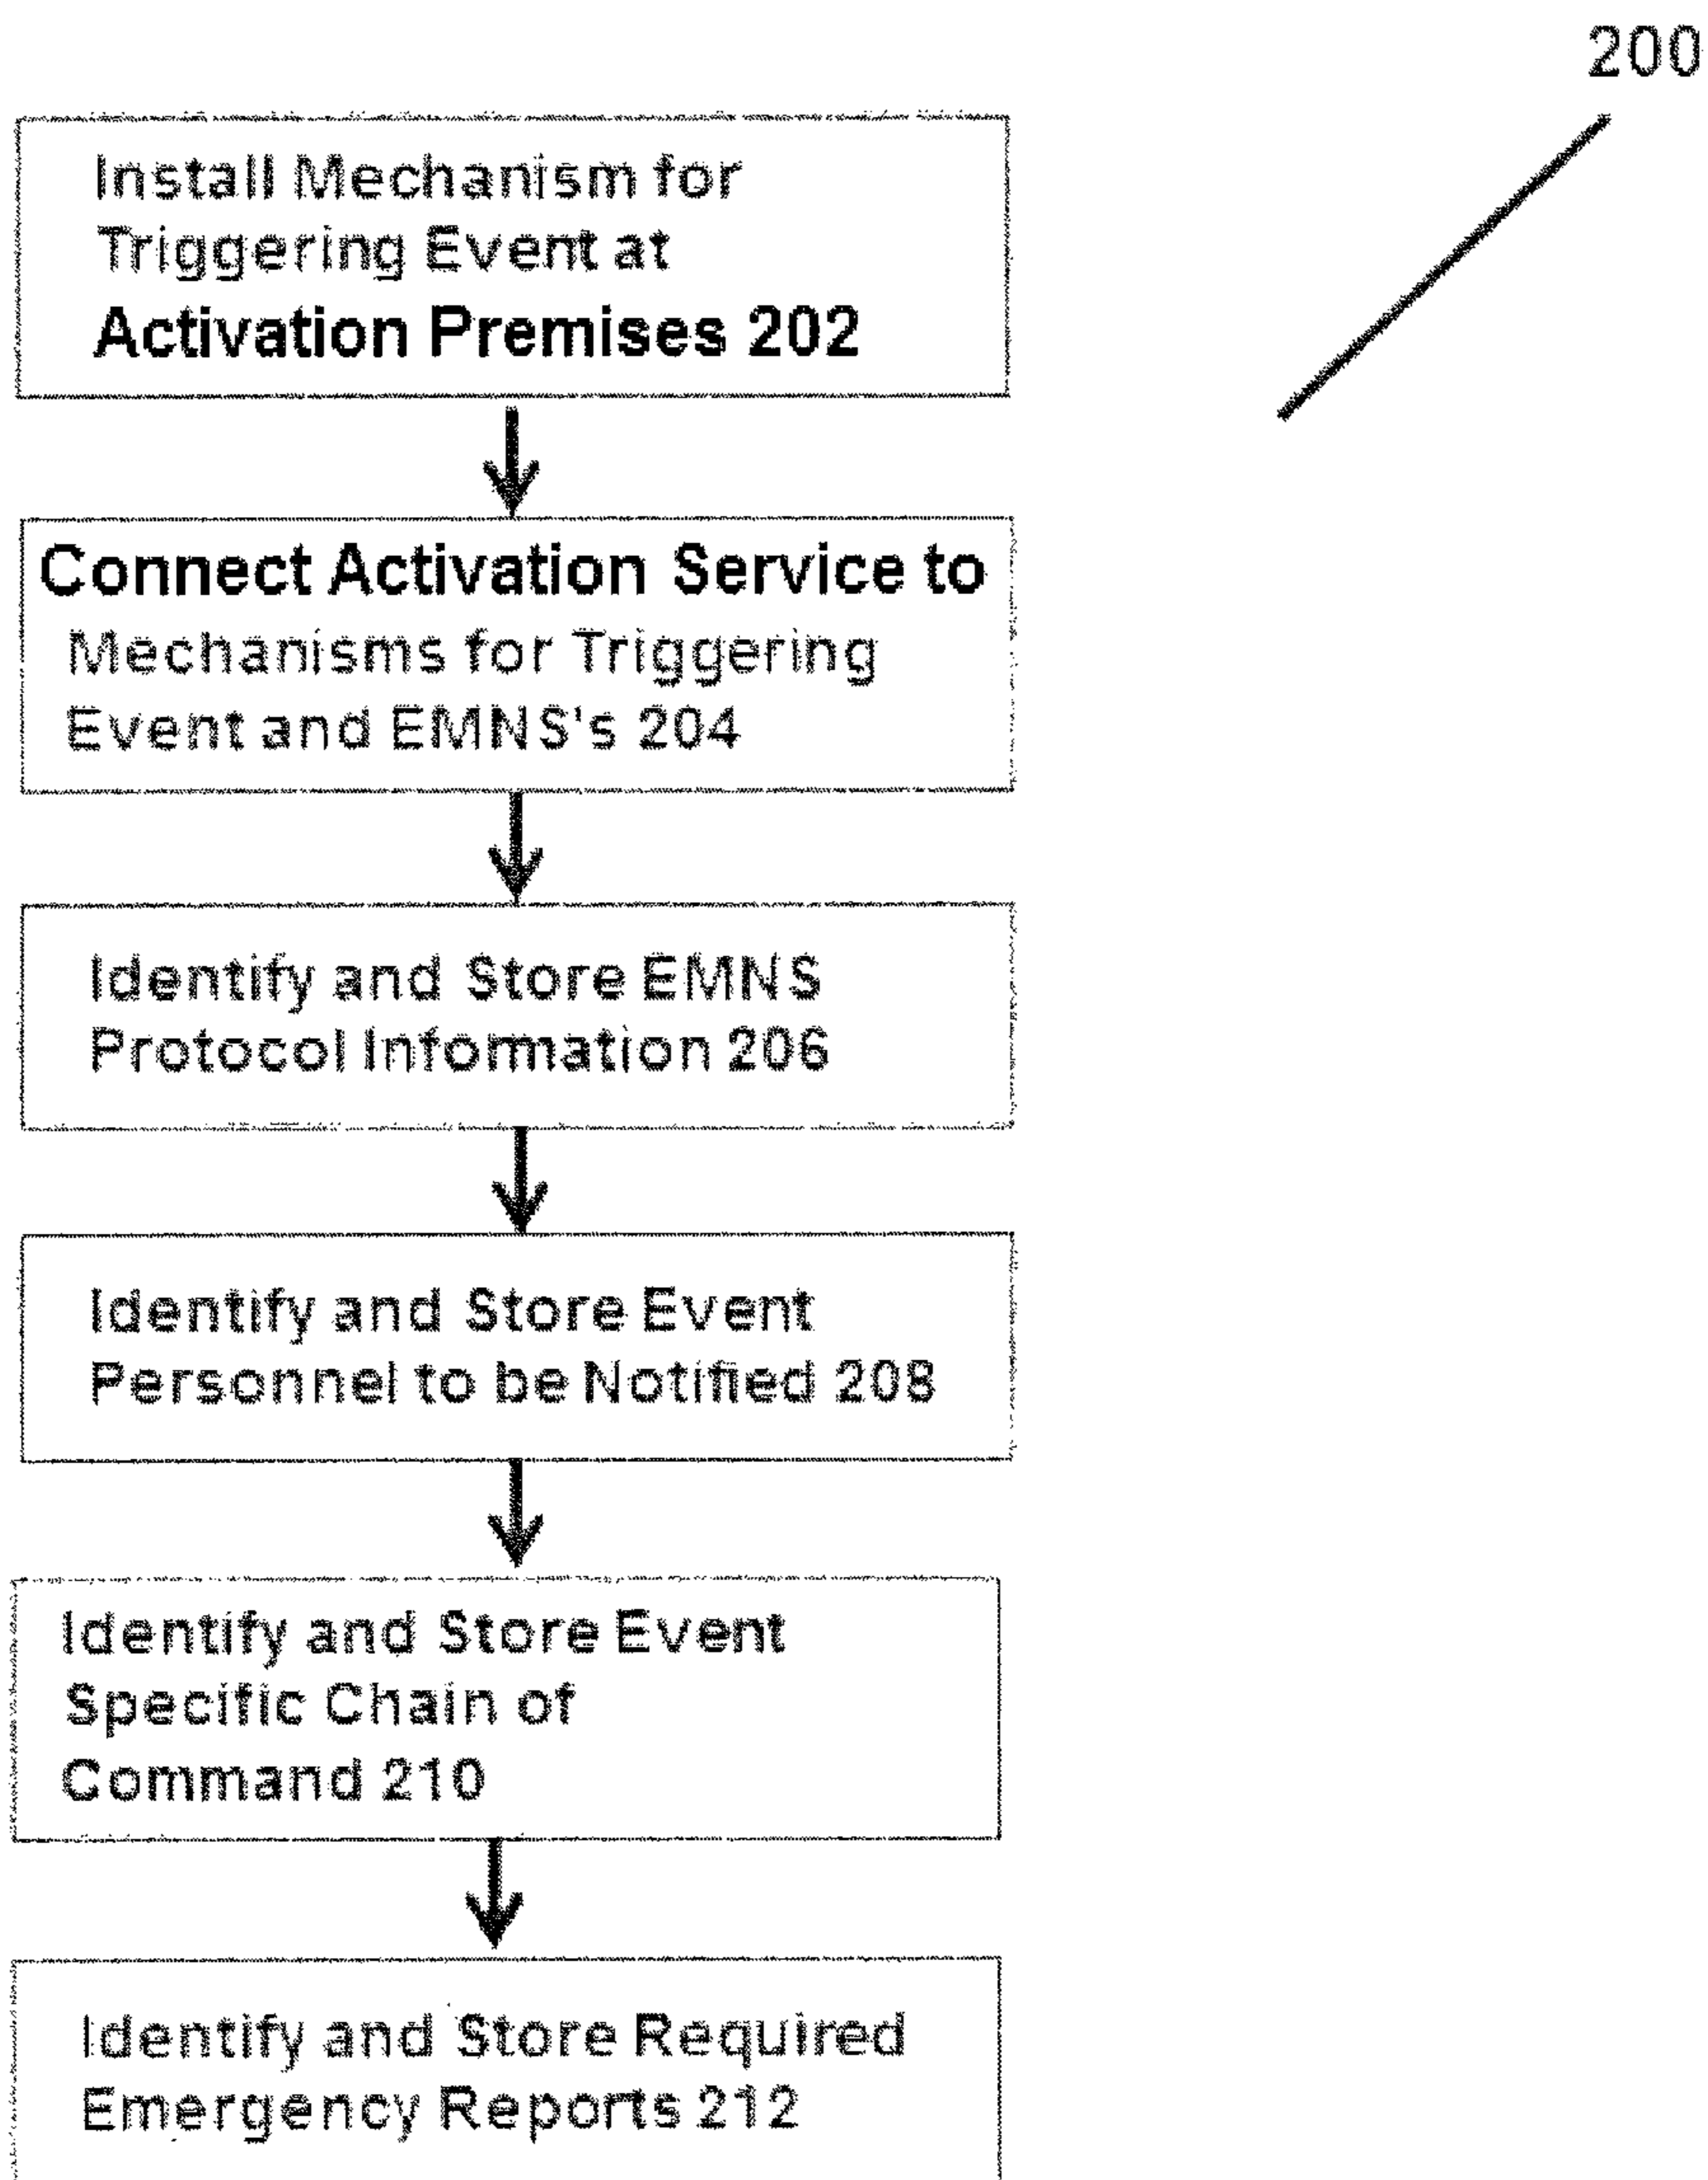 200
Install Mechanism for
Triggering Event at
Activation Premises 202
Connect Activation Service to
Mechanisms for Triggering
Event and EMNS's 204
Identify and Store EMNS
Protocol Information 206
Identify and Store Event
Personnel to be Notified 208
Identify and Store Event
Specific Chain of
Command 210
Identify and Store Required
Emergency Reports 212